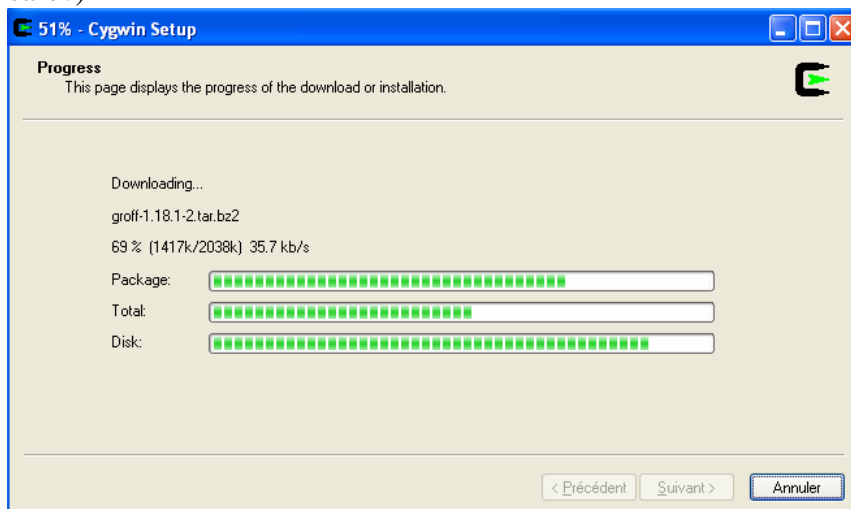 51% - Cygwin Setup
Progress
This page displays the progress of the download or installation.
Downloading...
groff-1.18.1-2.tar.bz2
69 % (1417k/2038k) 35.7 kb/s
Package:
Total:
Disk:
< Précédent Suivant > Annuler